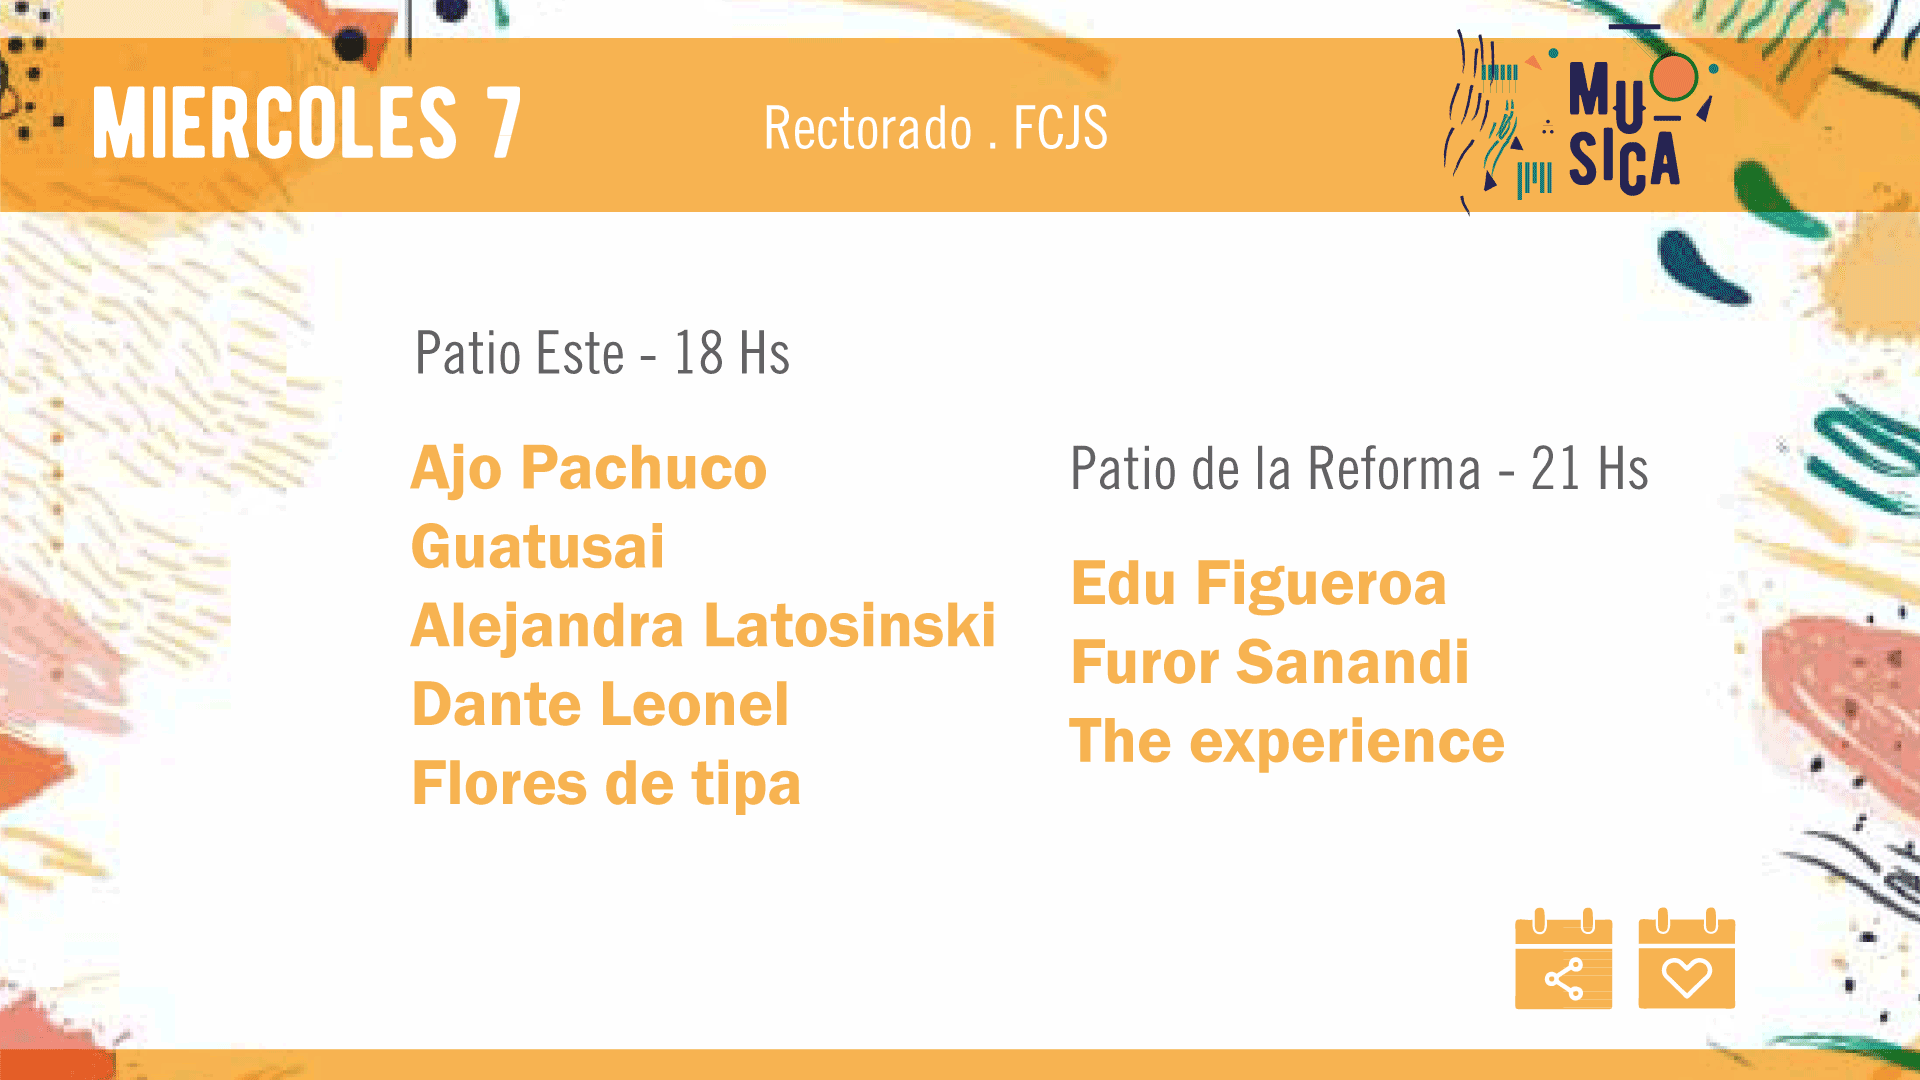 MIERCOLES 7
Rectorado . FCJS
MU
SICA
Patio Este - 18 Hs
Ajo Pachuco
Guatusai
Alejandra Latosinski
Dante Leonel
Flores de tipa
Patio de la Reforma - 21 Hs
Edu Figueroa
Furor Sanandi
The experience